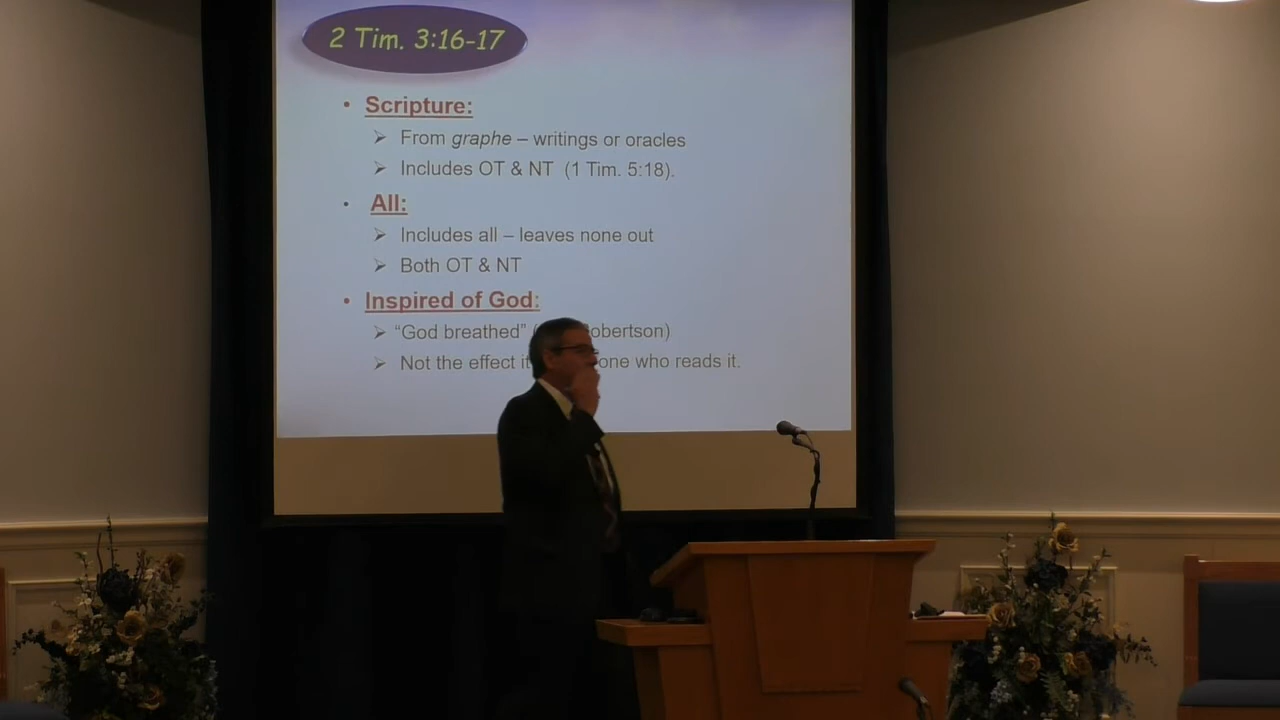 2 Tim. 3:16-17
• Scripture:
➢ From graphe – writings or oracles
➢ Includes OT & NT (1 Tim. 5:18).
• All:
➢ Includes all – leaves none out
➢ Both OT & NT
• Inspired of God:
➢ “God breathed” ( obertson)
➢ Not the effect it one who reads it.